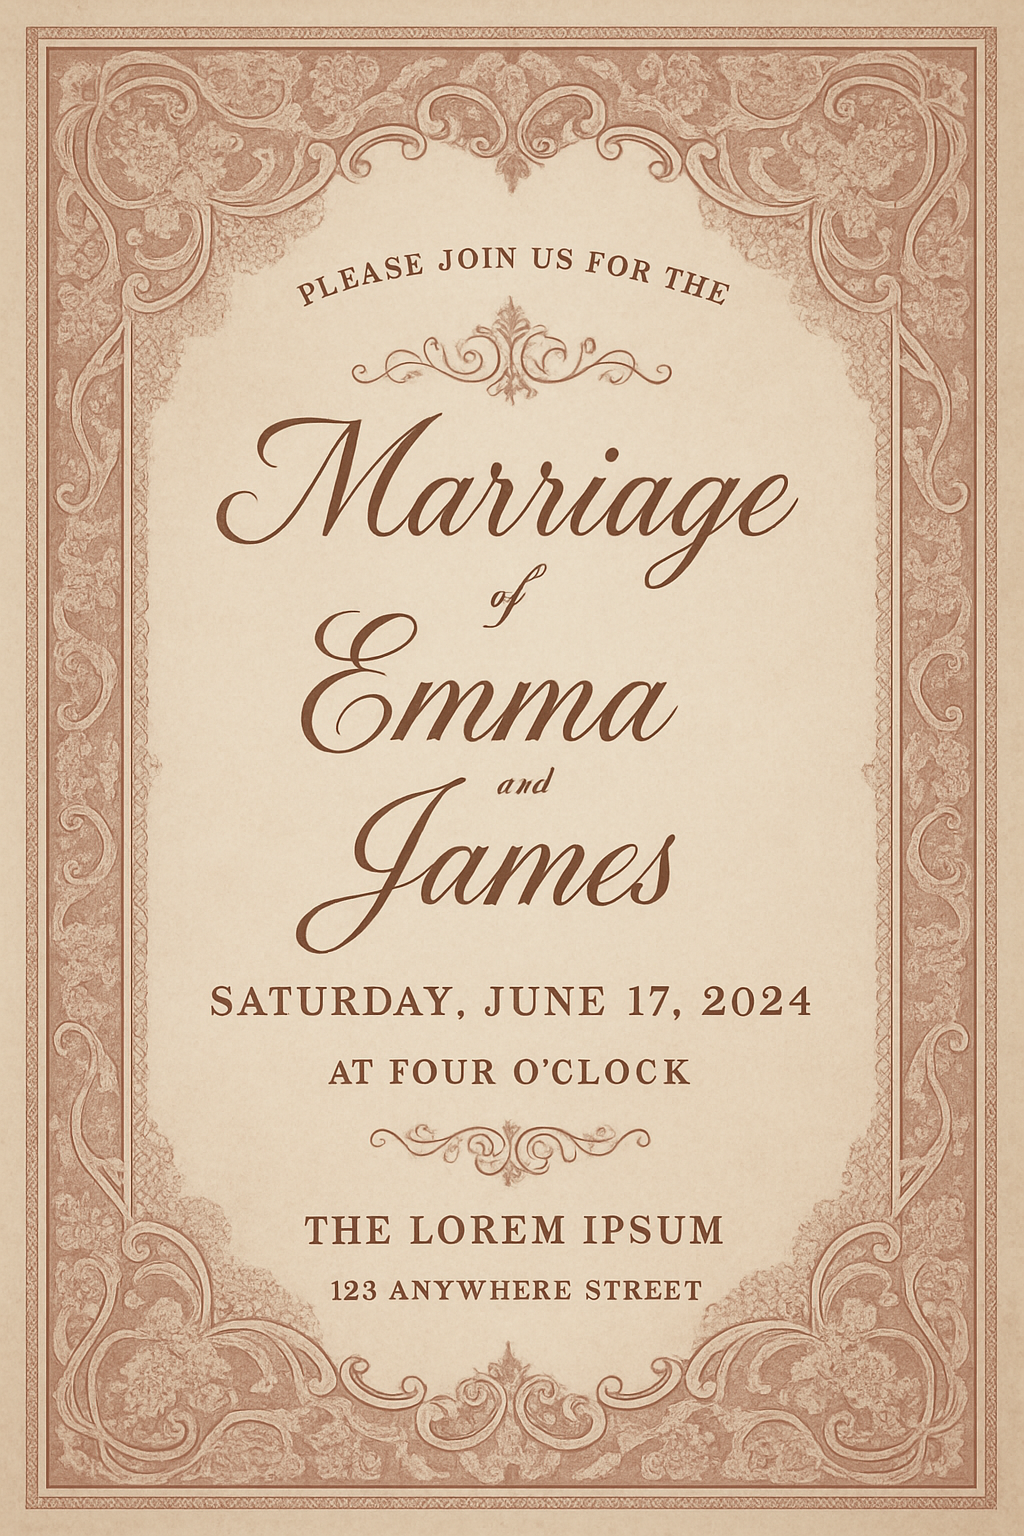 PLEASE JOIN US FOR THE
Marriage
of
Emma
and
James
SATURDAY, JUNE 17, 2024
AT FOUR O'CLOCK
THE LOREM IPSUM
123 ANYWHERE STREET